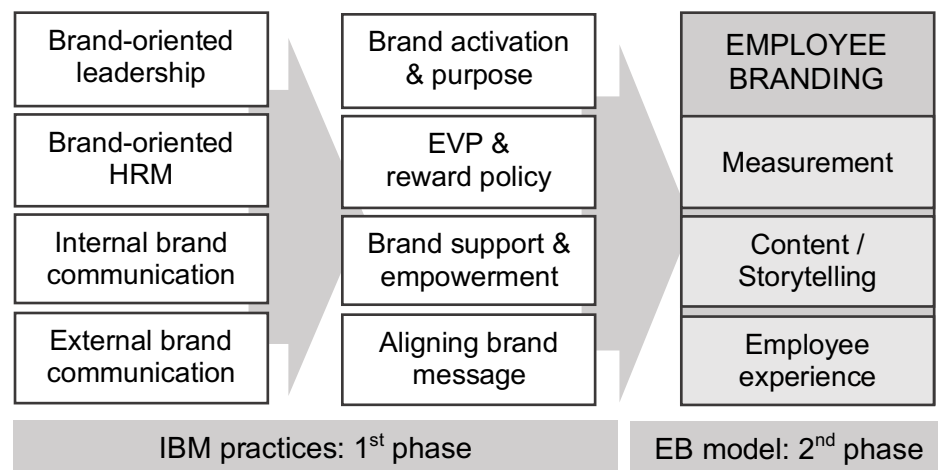 Brand-oriented
leadership
Brand-oriented
HRM
Internal brand
communication
External brand
communication
Brand activation
& purpose
EVP &
reward policy
Brand support &
empowerment
Aligning brand
message
EMPLOYEE
BRANDING
Measurement
Content /
Storytelling
Employee
experience
IBM practices: 1st phase
EB model: 2nd phase